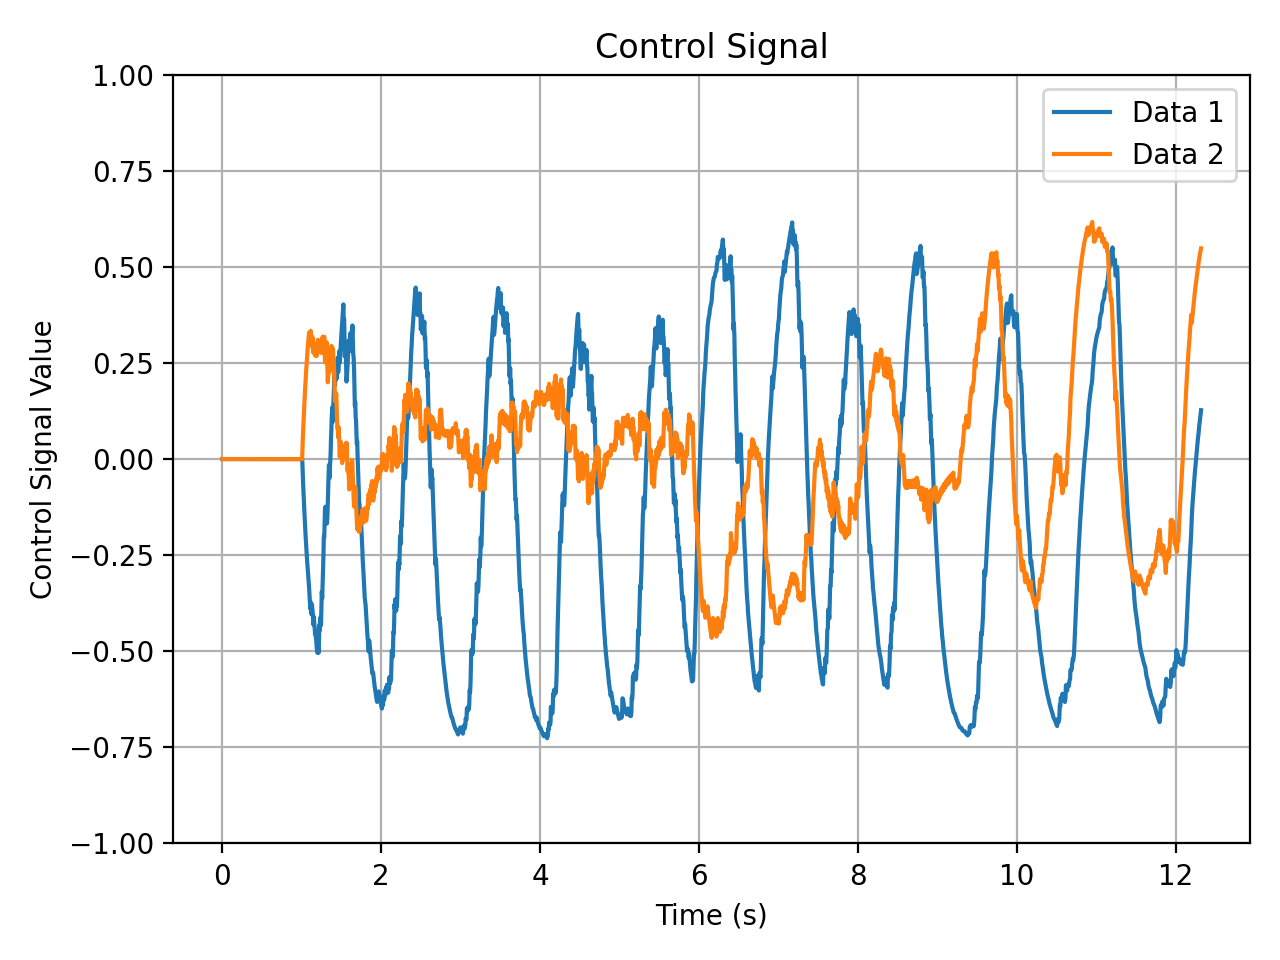 Control Signal
Control Signal Value
1.00
0.75
0.50
0.25
0.00
−0.25
−0.50
−0.75
−1.00
Data 1
Data 2
0 2 4 6 8 10 12
Time (s)